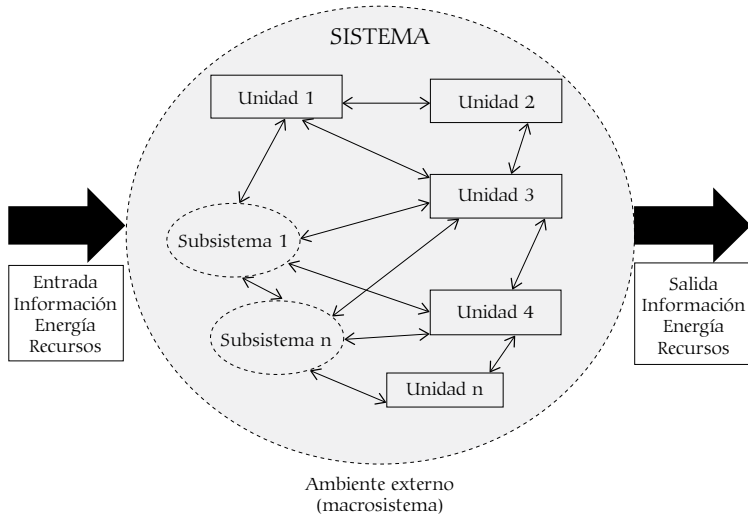 SISTEMA
Unidad 1
Unidad 2
Unidad 3
Subsistema 1
Unidad 4
Subsistema n
Unidad n
Entrada
Información
Energía
Recursos
Salida
Información
Energía
Recursos
Ambiente externo
(macrosistema)